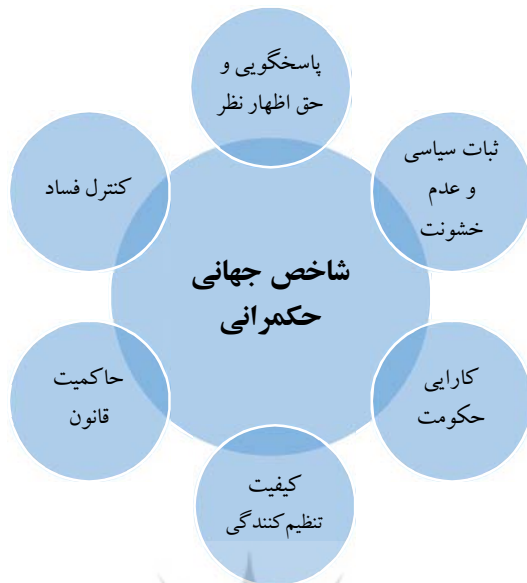 پاسخگویی و
حق اظهار نظر
ثبات سیاسی
و عدم
خشونت
کنترل فساد
شاخص جهانی
حکمرانی
کارایی
حکومت
حاکمیت
قانون
کیفیت
تنظیم‌کنندگی